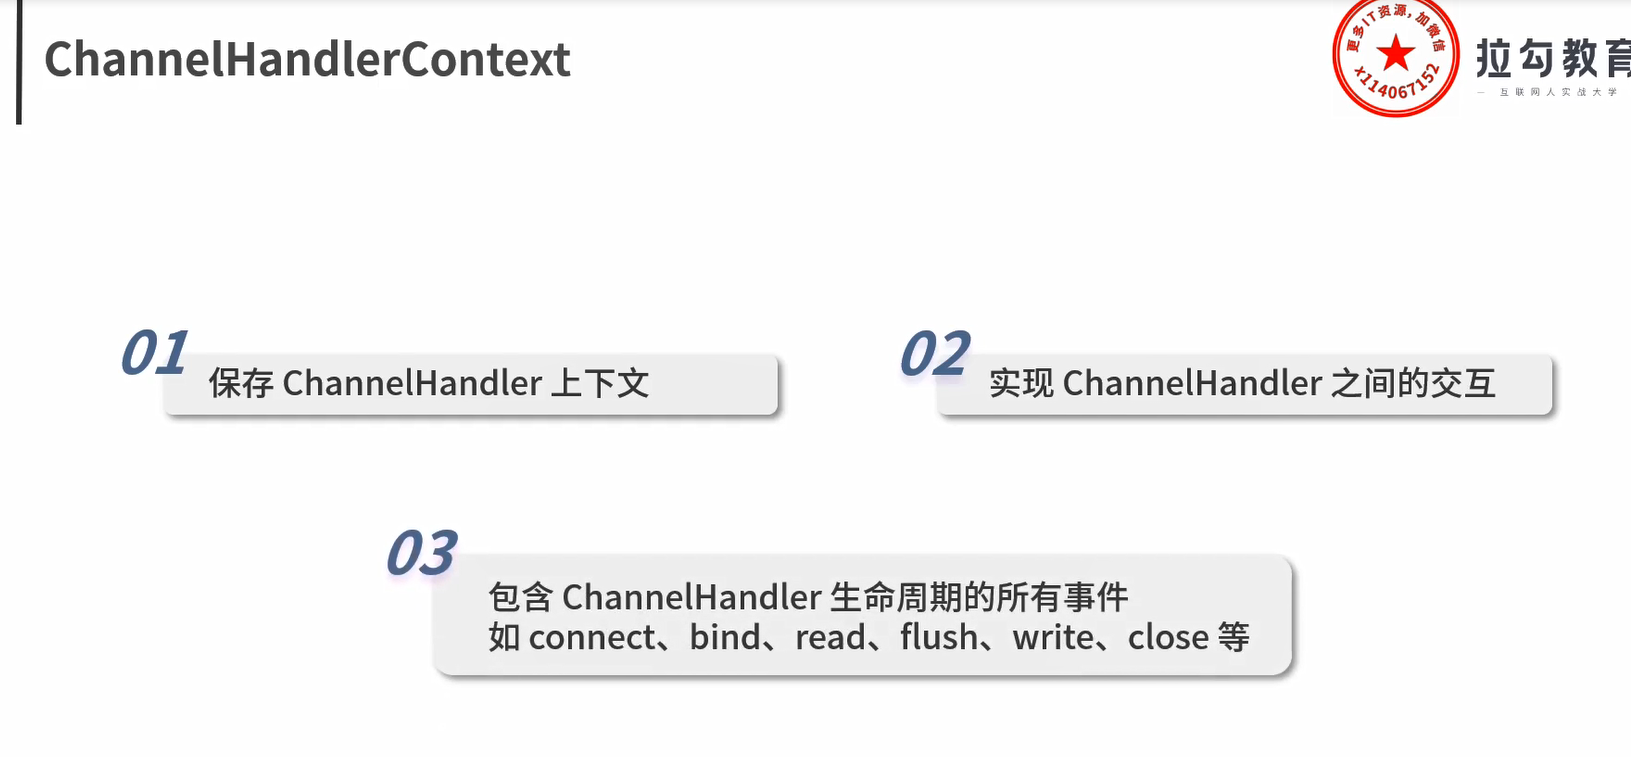 ChannelHandlerContext
更多IT资源，加微信
x114067152
拉勾教育
— 互联网人实战大学
01
保存 ChannelHandler 上下文
02
实现 ChannelHandler 之间的交互
03
包含 ChannelHandler 生命周期的所有事件
如 connect、bind、read、flush、write、close 等